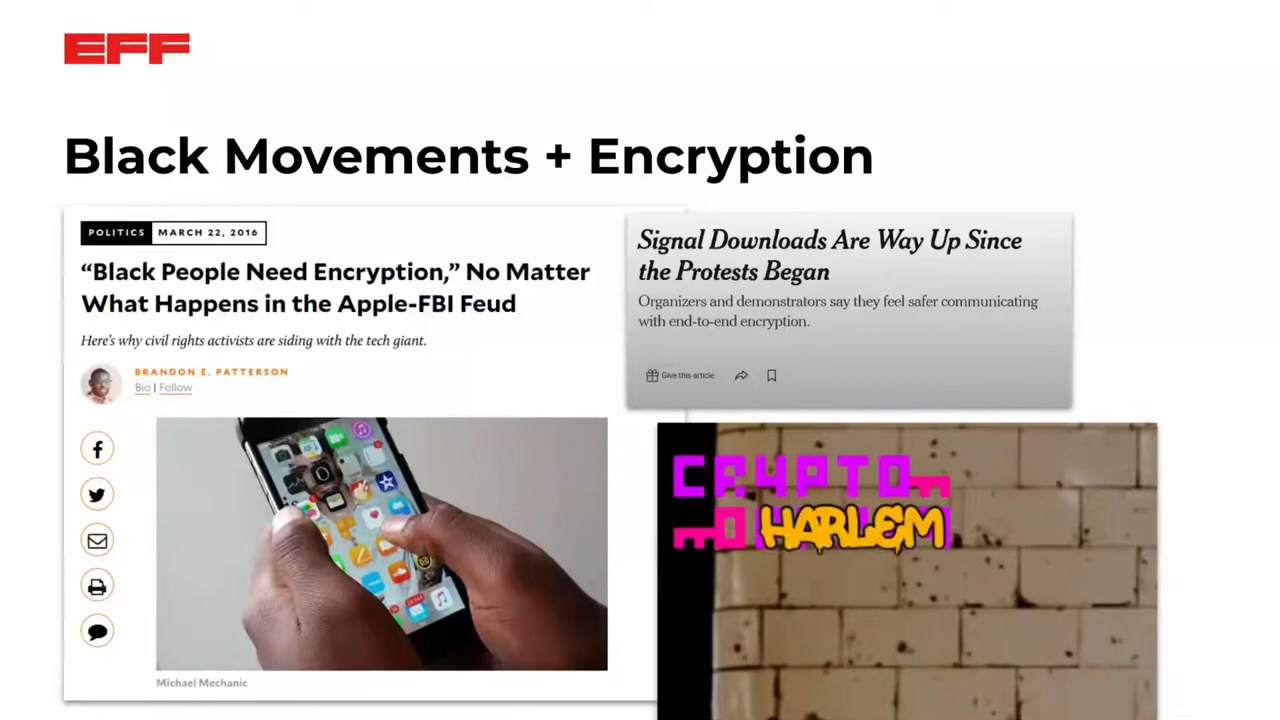 EFF
Black Movements + Encryption
POLITICS MARCH 22, 2016
“Black People Need Encryption,” No Matter
What Happens in the Apple-FBI Feud
Here’s why civil rights activists are siding with the tech giant.
BRANDON E. PATTERSON
Bio | Follow
Michael Mechanic
Signal Downloads Are Way Up Since
the Protests Began
Organizers and demonstrators say they feel safer communicating
with end-to-end encryption.
Give this article
CRYPTO
HARLEM